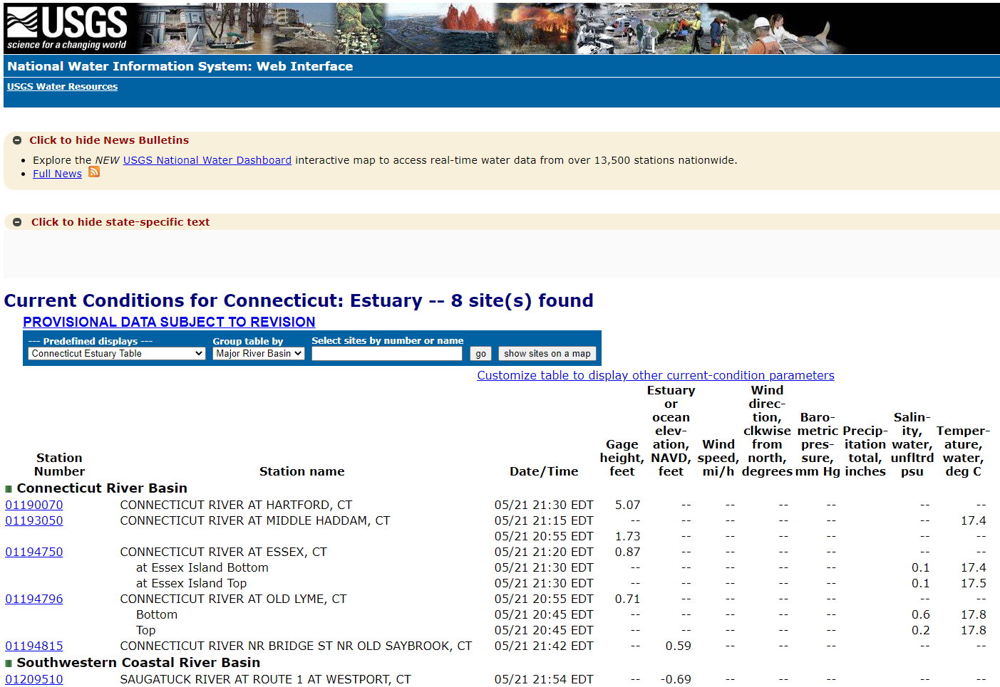 USGS
science for a changing world
National Water Information System: Web Interface
USGS Water Resources
Click to hide News Bulletins
• Explore the NEW USGS National Water Dashboard interactive map to access real-time water data from over 13,500 stations nationwide.
• Full News
Click to hide state-specific text
Current Conditions for Connecticut: Estuary -- 8 site(s) found
PROVISIONAL DATA SUBJECT TO REVISION
--- Predefined displays --- Group table by Select sites by number or name
Connecticut Estuary Table Major River Basin go show sites on a map
Customize table to display other current-condition parameters
Estuary Wind
or direc-
ocean tion, Baro- Salin-
elev- clkwise metric Precip- ity, Temper-
Gage ation, Wind from pres- itation water, ature,
Station height, NAVD, speed, north, sure, total, unfltrd water,
Number Station name Date/Time feet feet mi/h degrees mm Hg inches psu deg C
Connecticut River Basin
01190070 CONNECTICUT RIVER AT HARTFORD, CT 05/21 21:30 EDT 5.07 -- -- -- -- -- --
01193050 CONNECTICUT RIVER AT MIDDLE HADDAM, CT 05/21 21:15 EDT -- -- -- -- -- -- 17.4
05/21 20:55 EDT 1.73 -- -- -- -- -- --
01194750 CONNECTICUT RIVER AT ESSEX, CT 05/21 21:20 EDT 0.87 -- -- -- -- -- --
at Essex Island Bottom 05/21 21:30 EDT -- -- -- -- -- 0.1 17.4
at Essex Island Top 05/21 21:30 EDT -- -- -- -- -- 0.1 17.5
01194796 CONNECTICUT RIVER AT OLD LYME, CT 05/21 20:55 EDT 0.71 -- -- -- -- -- --
Bottom 05/21 20:45 EDT -- -- -- -- -- 0.6 17.8
Top 05/21 20:45 EDT -- -- -- -- -- 0.2 17.8
01194815 CONNECTICUT RIVER NR BRIDGE ST NR OLD SAYBROOK, CT 05/21 21:42 EDT -- 0.59 -- -- -- -- --
Southwestern Coastal River Basin
01209510 SAUGATUCK RIVER AT ROUTE 1 AT WESTPORT, CT 05/21 21:54 EDT -- -0.69 -- -- -- -- --